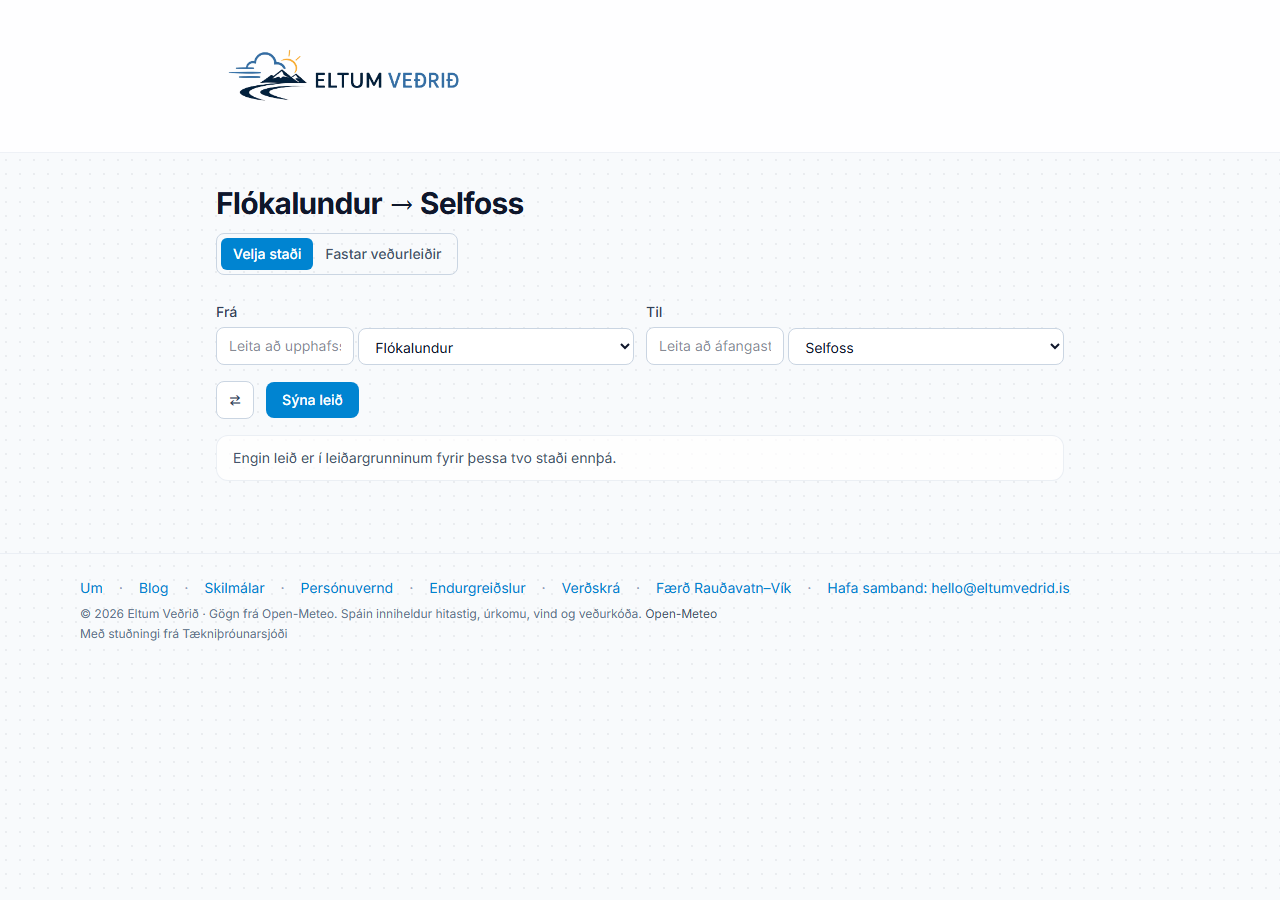 ELTUM VEÐRIÐ
Flókalundur → Selfoss
Velja staði Fastar veðurleiðir
Frá Til
Leita að upphafs: Flókalundur Leita að áfangast Selfoss
⇄ Sýna leið
Engin leið er í leiðargrunninum fyrir þessa tvo staði ennþá.
Um · Blog · Skilmálar · Persónuvernd · Endurgreiðslur · Verðskrá · Færð Rauðavatn–Vík · Hafa samband: hello@eltumvedrid.is
© 2026 Eltum Veðrið · Gögn frá Open-Meteo. Spáin inniheldur hitastig, úrkomu, vind og veðurkóða. Open-Meteo
Með stuðningi frá Tækniþróunarsjóði